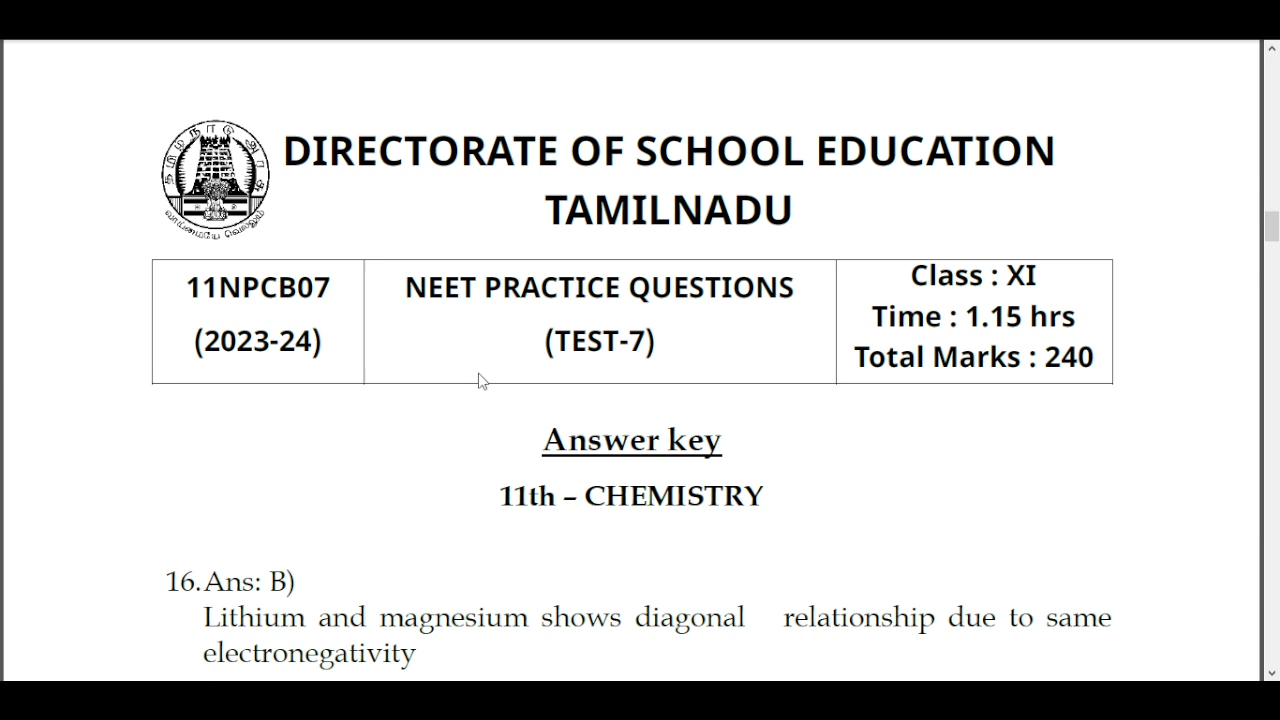 DIRECTORATE OF SCHOOL EDUCATION
TAMILNADU
11NPCB07
(2023-24)
NEET PRACTICE QUESTIONS
(TEST-7)
Class : XI
Time : 1.15 hrs
Total Marks : 240
Answer key
11th – CHEMISTRY
16.Ans: B)
Lithium and magnesium shows diagonal relationship due to same
electronegativity